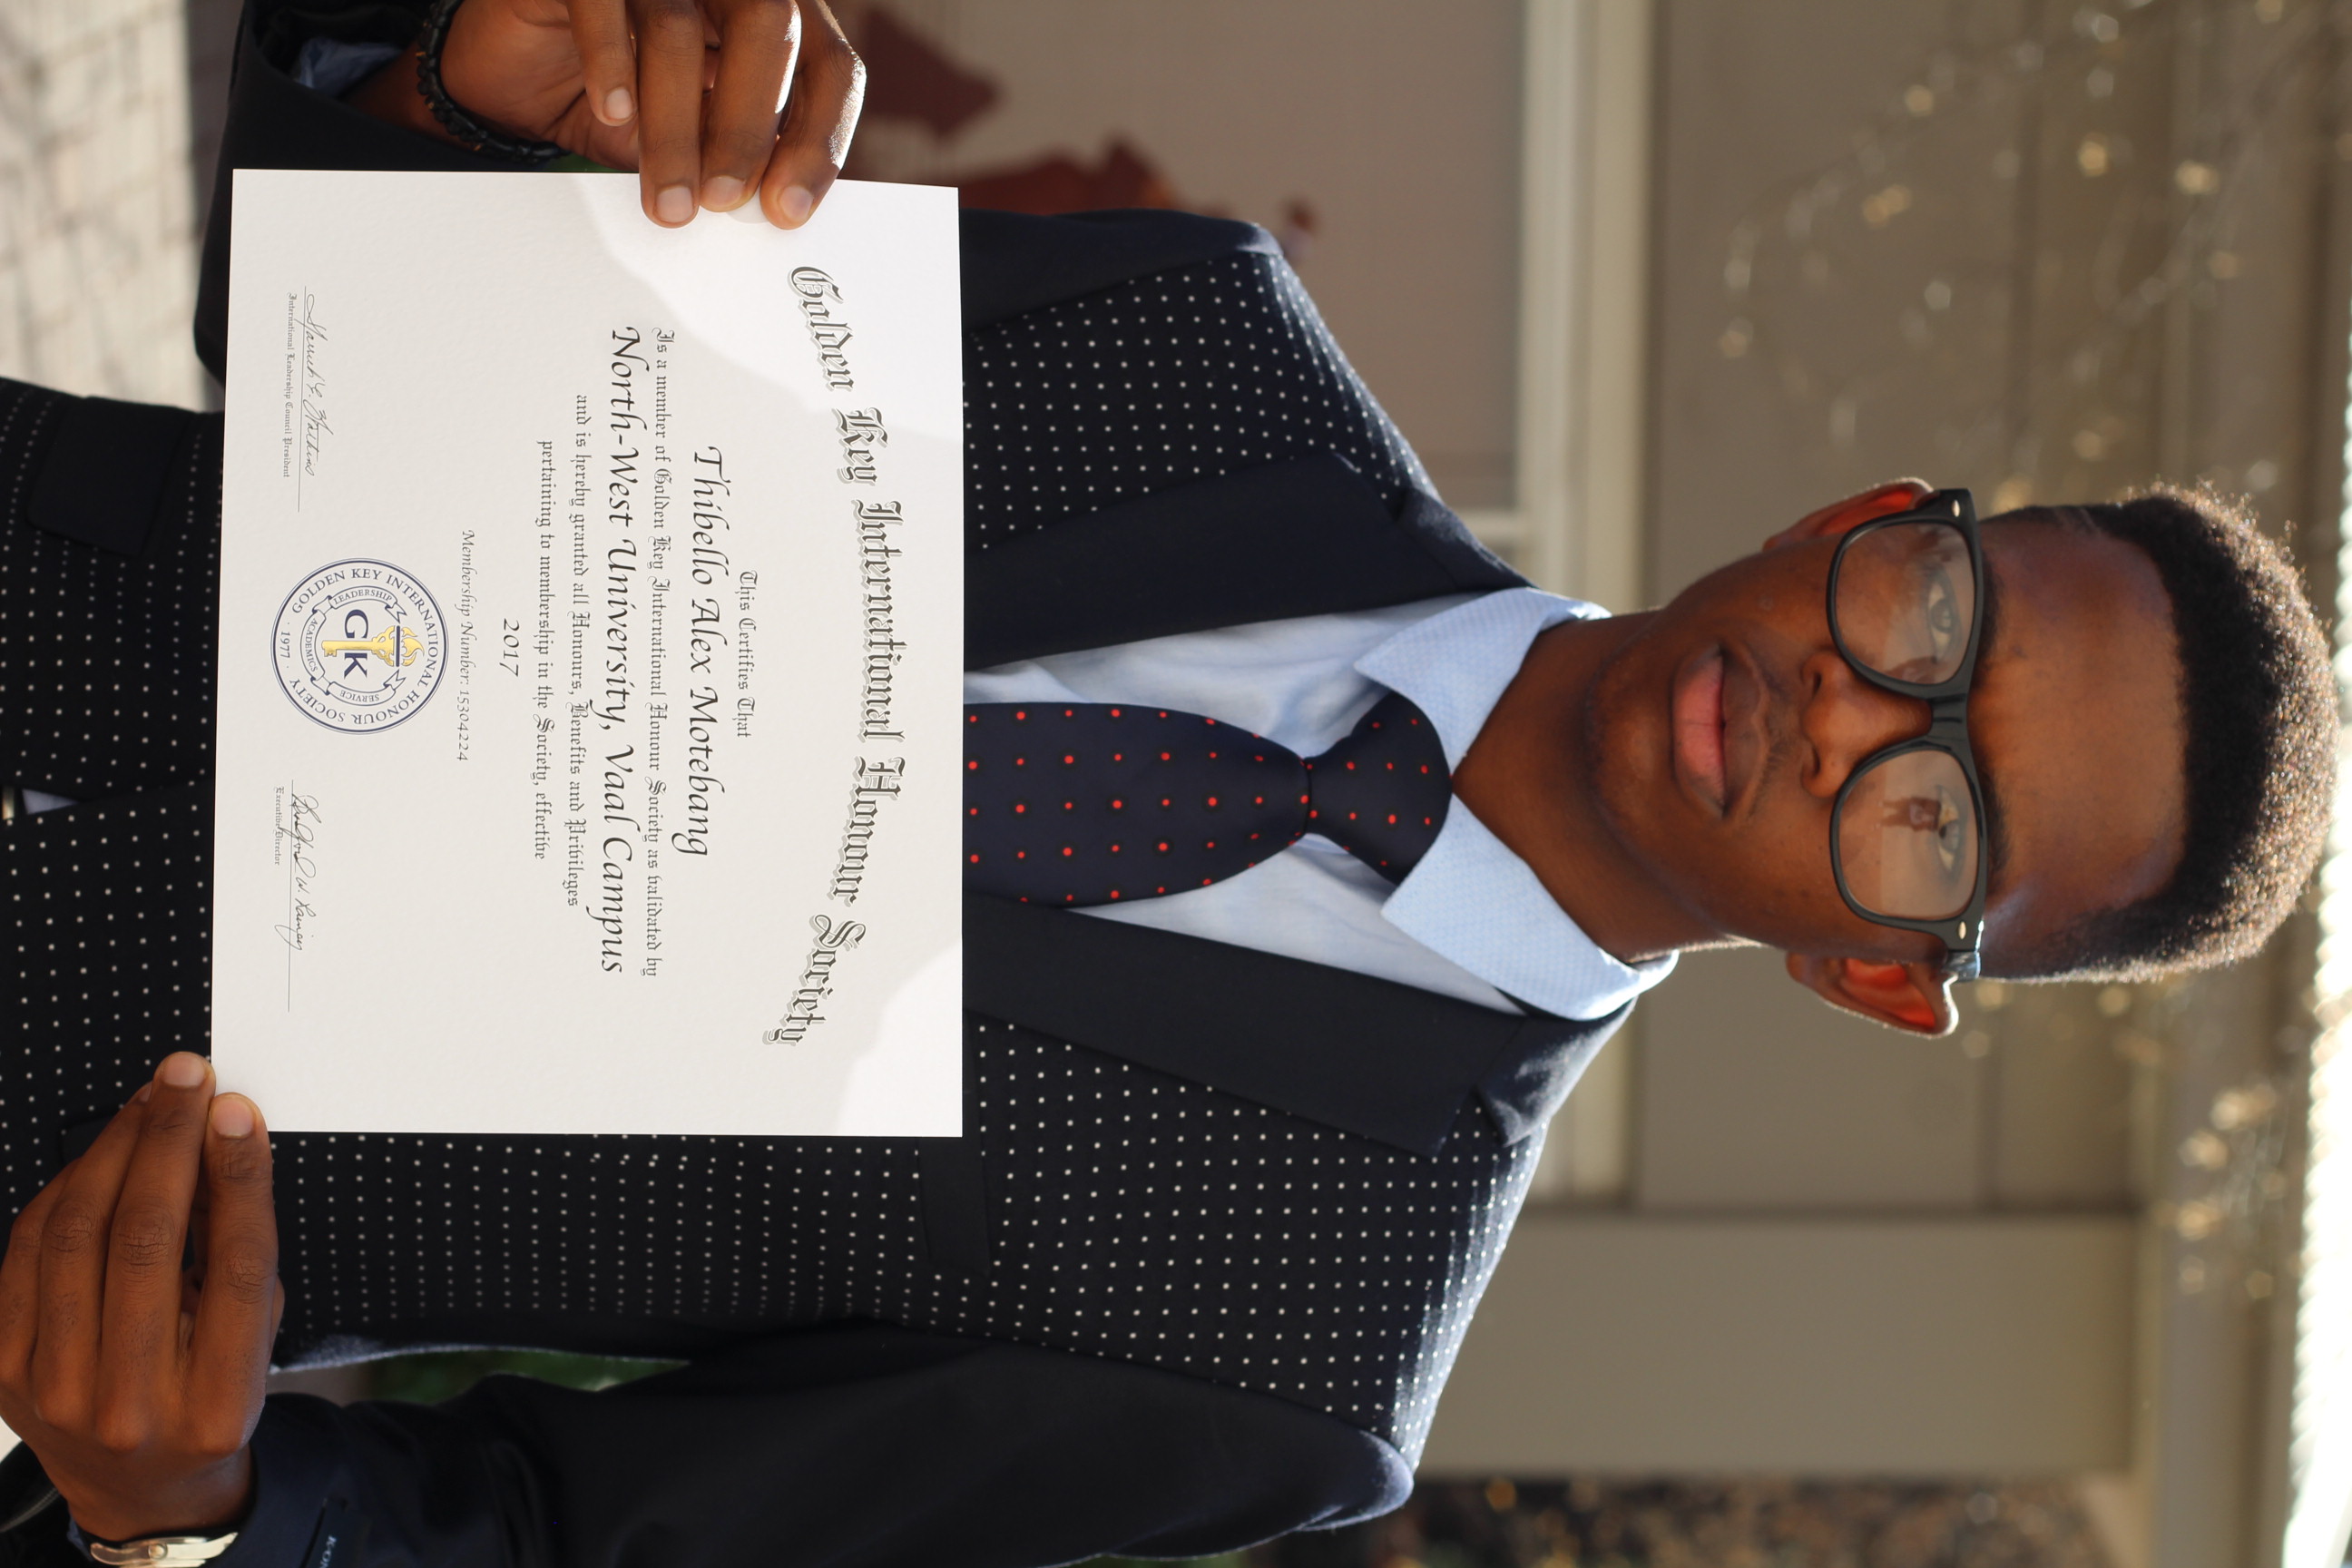 Golden Key International Honour Society
This Certifies That
Thibello Alex Motebang
Is a member of Golden Key International Honour Society as validated by
North-West University, Vaal Campus
and is hereby granted all Honours, Benefits and Privileges
pertaining to membership in the Society, effective
2017
Membership Number: 15304224
GOLDEN KEY INTERNATIONAL HONOUR SOCIETY
LEADERSHIP
SERVICE
GK
ACADEMICS
· 1977 ·
International Leadership Council President
Bradford W. Rainey
Executive Director